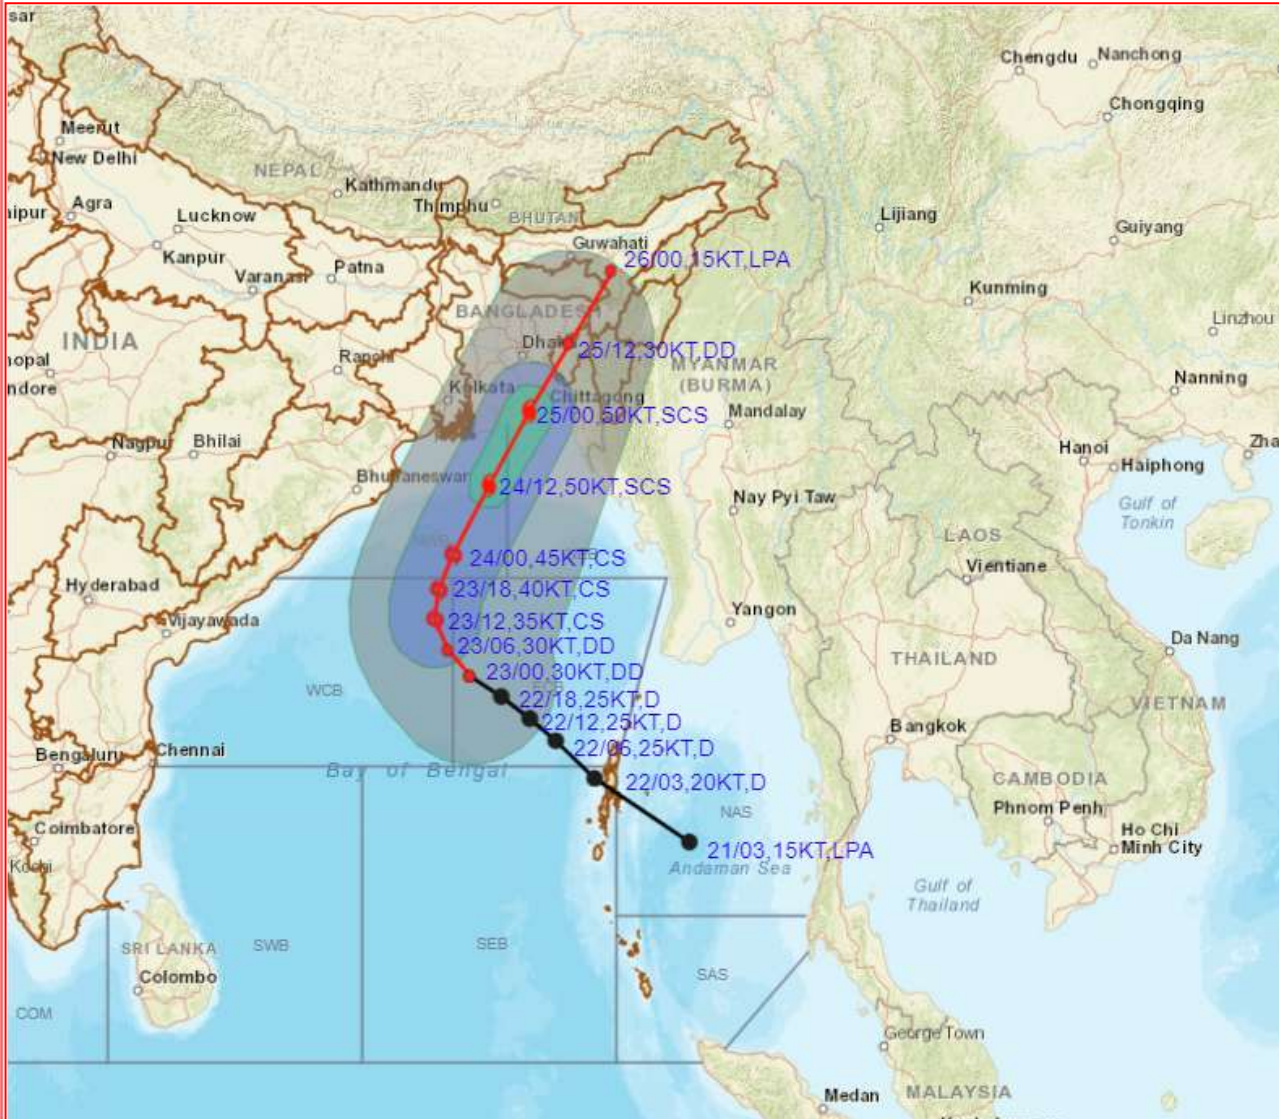 sar
Chengdu
Nanchong
Chongqing
Meerut
New Delhi
NEPAL
Kathmandu
Thimphu
BHUTAN
Lijiang
Guiyang
aipur
Agra
Lucknow
Guwahati
26/00,15KT,LPA
Kanpur
Varanasi
Patna
Kunming
Linzhou
INDIA
BANGLADESH
Dhaka
25/12,30KT,DD
MYANMAR
(BURMA)
Nanning
hopal
ndore
Ranchi
Kolkata
Chittagong
25/00,50KT,SCS
Mandalay
Nagpur
Bhilai
Hanoi
Haiphong
Zha
Bhubaneswar
24/12,50KT,SCS
Nay Pyi Taw
Gulf of
Tonkin
LAOS
Vientiane
24/00,45KT,CS
Hyderabad
23/18,40KT,CS
Vijayawada
23/12,35KT,CS
Yangon
Da Nang
23/06,30KT,DD
THAILAND
23/00,30KT,DD
WCB
22/18,25KT,D
VIETNAM
22/12,25KT,D
Bangkok
22/06,25KT,D
Bengaluru
Chennai
Bay of Bengal
22/03,20KT,D
CAMBODIA
Phnom Penh
NAS
Coimbatore
Ho Chi
Minh City
21/03,15KT,LPA
Kochi
Andaman Sea
Gulf of
Thailand
SRI LANKA
SWB
SEB
SAS
Colombo
COM
George Town
Medan
MALAYSIA